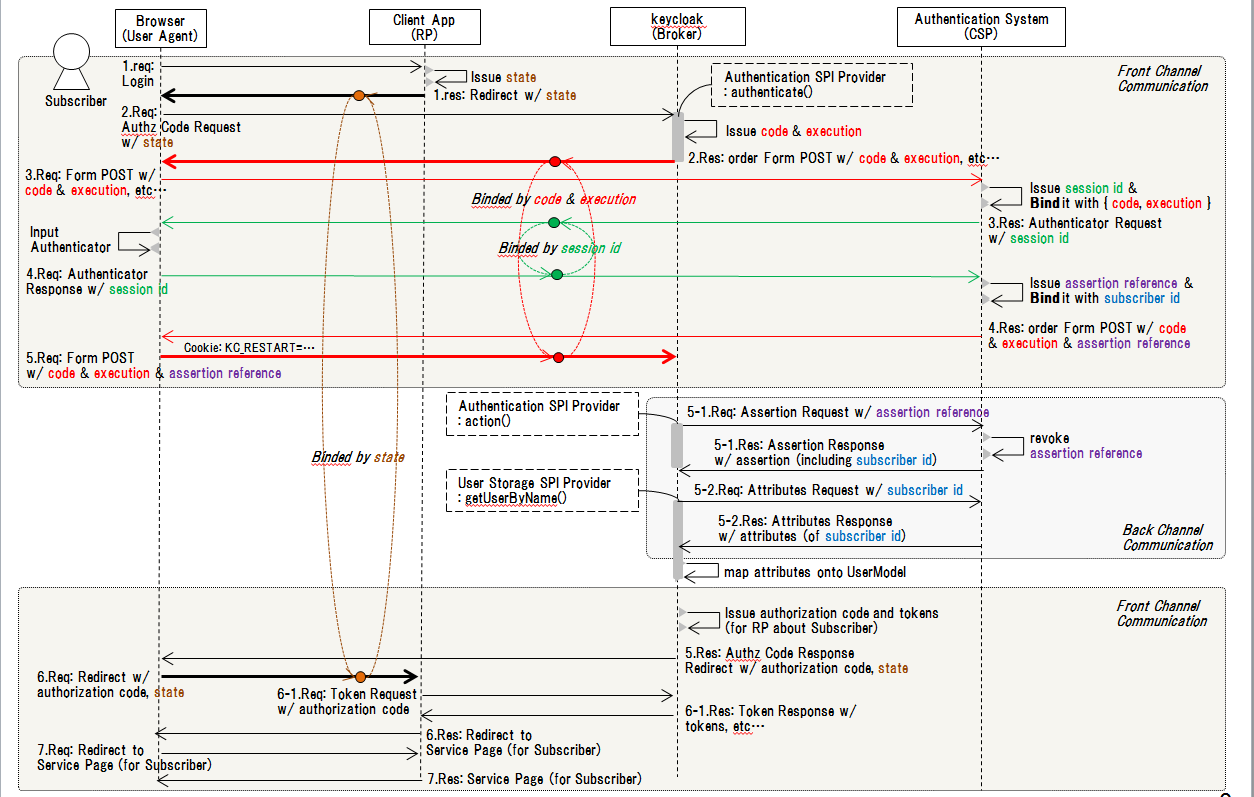 Browser
(User Agent)
Client App
(RP)
keycloak
(Broker)
Authentication System
(CSP)
Subscriber
Front Channel
Communication
1.req:
Login
Issue state
1.res: Redirect w/ state
Authentication SPI Provider
: authenticate()
2.Req:
Authz Code Request
w/ state
Issue code & execution
2.Res: order Form POST w/ code & execution, etc…
3.Req: Form POST w/
code & execution, etc…
Issue session id &
Bind it with { code, execution }
Binded by code & execution
3.Res: Authenticator Request
w/ session id
Input
Authenticator
Binded by session id
4.Req: Authenticator
Response w/ session id
Issue assertion reference &
Bind it with subscriber id
4.Res: order Form POST w/ code
& execution & assertion reference
Cookie: KC_RESTART=…
5.Req: Form POST
w/ code & execution & assertion reference
Authentication SPI Provider
: action()
5-1.Req: Assertion Request w/ assertion reference
revoke
assertion reference
5-1.Res: Assertion Response
w/ assertion (including subscriber id)
Binded by state
User Storage SPI Provider
: getUserByName()
5-2.Req: Attributes Request w/ subscriber id
5-2.Res: Attributes Response
w/ attributes (of subscriber id)
Back Channel
Communication
map attributes onto UserModel
Front Channel
Communication
Issue authorization code and tokens
(for RP about Subscriber)
5.Res: Authz Code Response
Redirect w/ authorization code, state
6.Req: Redirect w/
authorization code, state
6-1.Req: Token Request
w/ authorization code
6-1.Res: Token Response w/
tokens, etc…
6.Res: Redirect to
Service Page (for Subscriber)
7.Req: Redirect to
Service Page (for Subscriber)
7.Res: Service Page (for Subscriber)